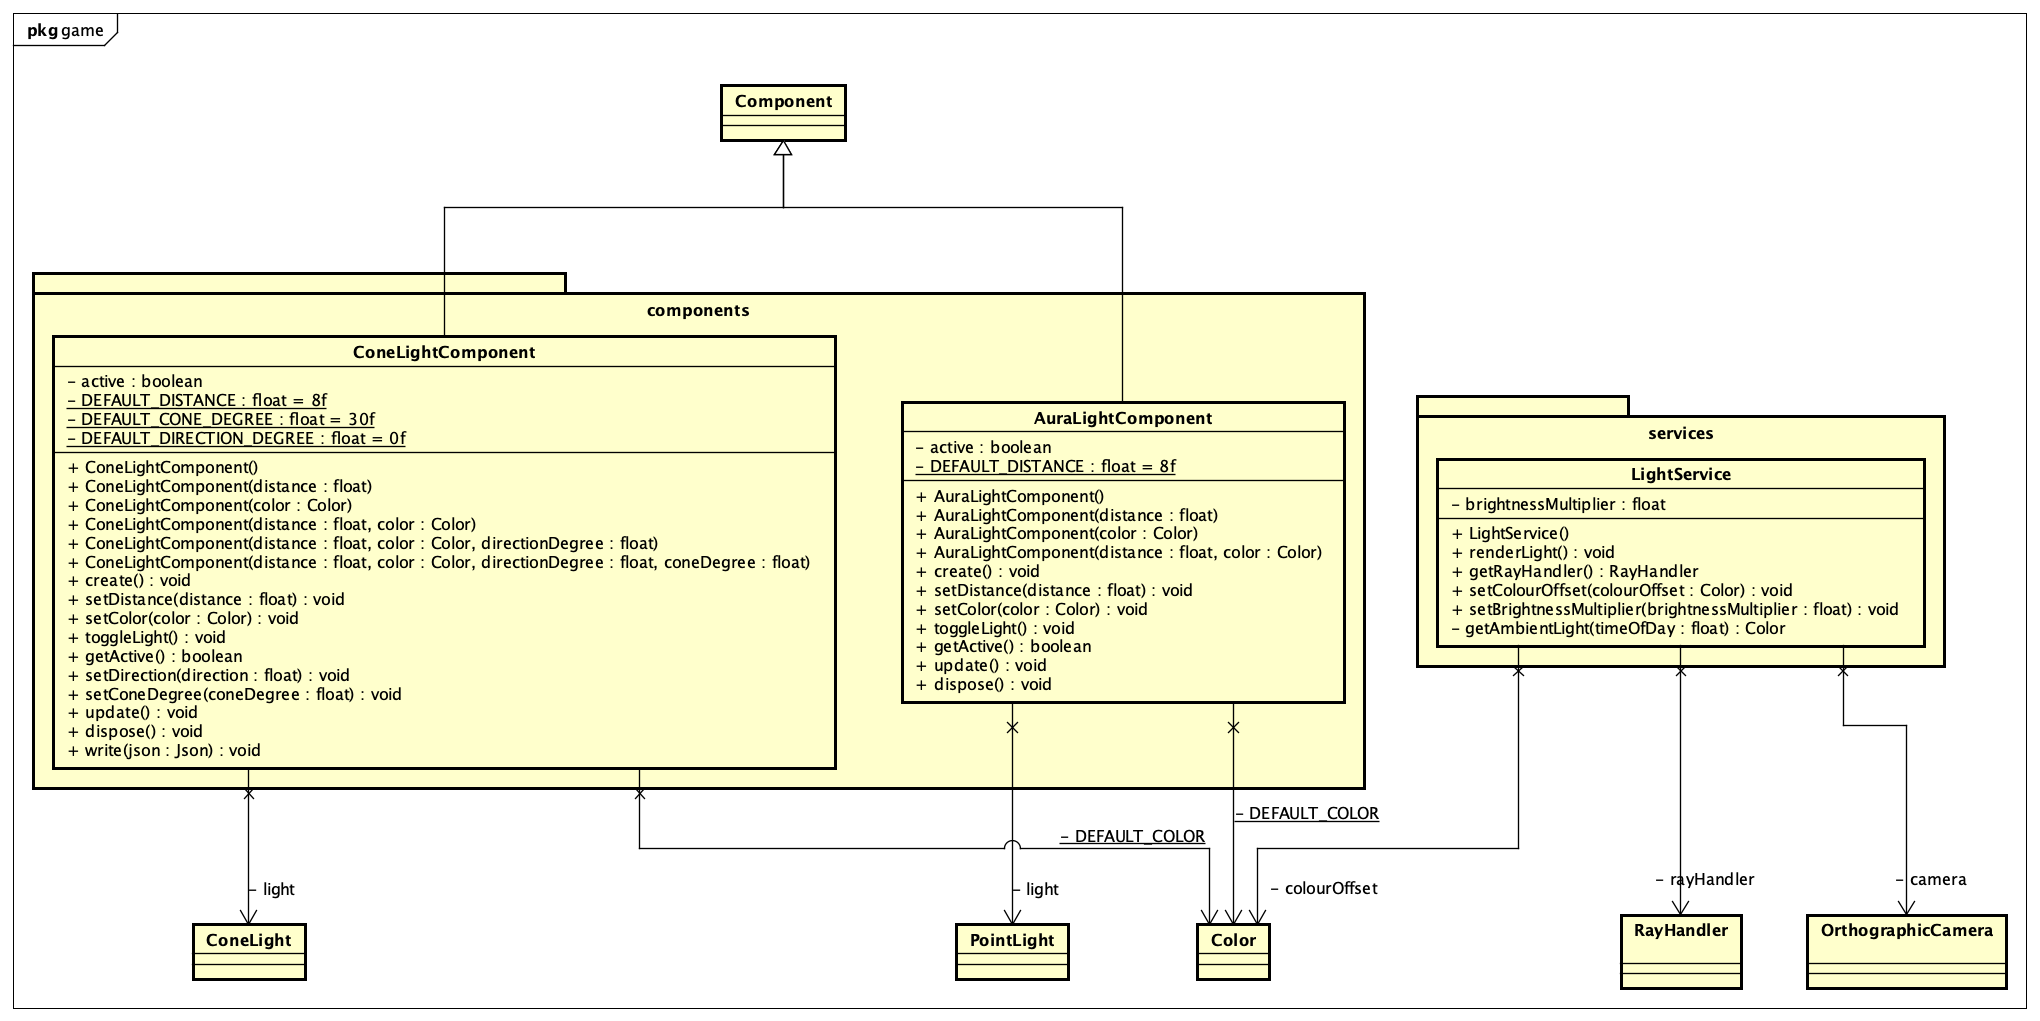 pkg game
Component
components
ConeLightComponent
- active : boolean
- DEFAULT_DISTANCE : float = 8f
- DEFAULT_CONE_DEGREE : float = 30f
- DEFAULT_DIRECTION_DEGREE : float = 0f
+ ConeLightComponent()
+ ConeLightComponent(distance : float)
+ ConeLightComponent(color : Color)
+ ConeLightComponent(distance : float, color : Color)
+ ConeLightComponent(distance : float, color : Color, directionDegree : float)
+ ConeLightComponent(distance : float, color : Color, directionDegree : float, coneDegree : float)
+ create() : void
+ setDistance(distance : float) : void
+ setColor(color : Color) : void
+ toggleLight() : void
+ getActive() : boolean
+ setDirection(direction : float) : void
+ setConeDegree(coneDegree : float) : void
+ update() : void
+ dispose() : void
+ write(json : Json) : void
AuraLightComponent
- active : boolean
- DEFAULT_DISTANCE : float = 8f
+ AuraLightComponent()
+ AuraLightComponent(distance : float)
+ AuraLightComponent(color : Color)
+ AuraLightComponent(distance : float, color : Color)
+ create() : void
+ setDistance(distance : float) : void
+ setColor(color : Color) : void
+ toggleLight() : void
+ getActive() : boolean
+ update() : void
+ dispose() : void
services
LightService
- brightnessMultiplier : float
+ LightService()
+ renderLight() : void
+ getRayHandler() : RayHandler
+ setColourOffset(colourOffset : Color) : void
+ setBrightnessMultiplier(brightnessMultiplier : float) : void
- getAmbientLight(timeOfDay : float) : Color
- DEFAULT_COLOR
- DEFAULT_COLOR
- light
- light
- colourOffset
- rayHandler
- camera
ConeLight
PointLight
Color
RayHandler
OrthographicCamera